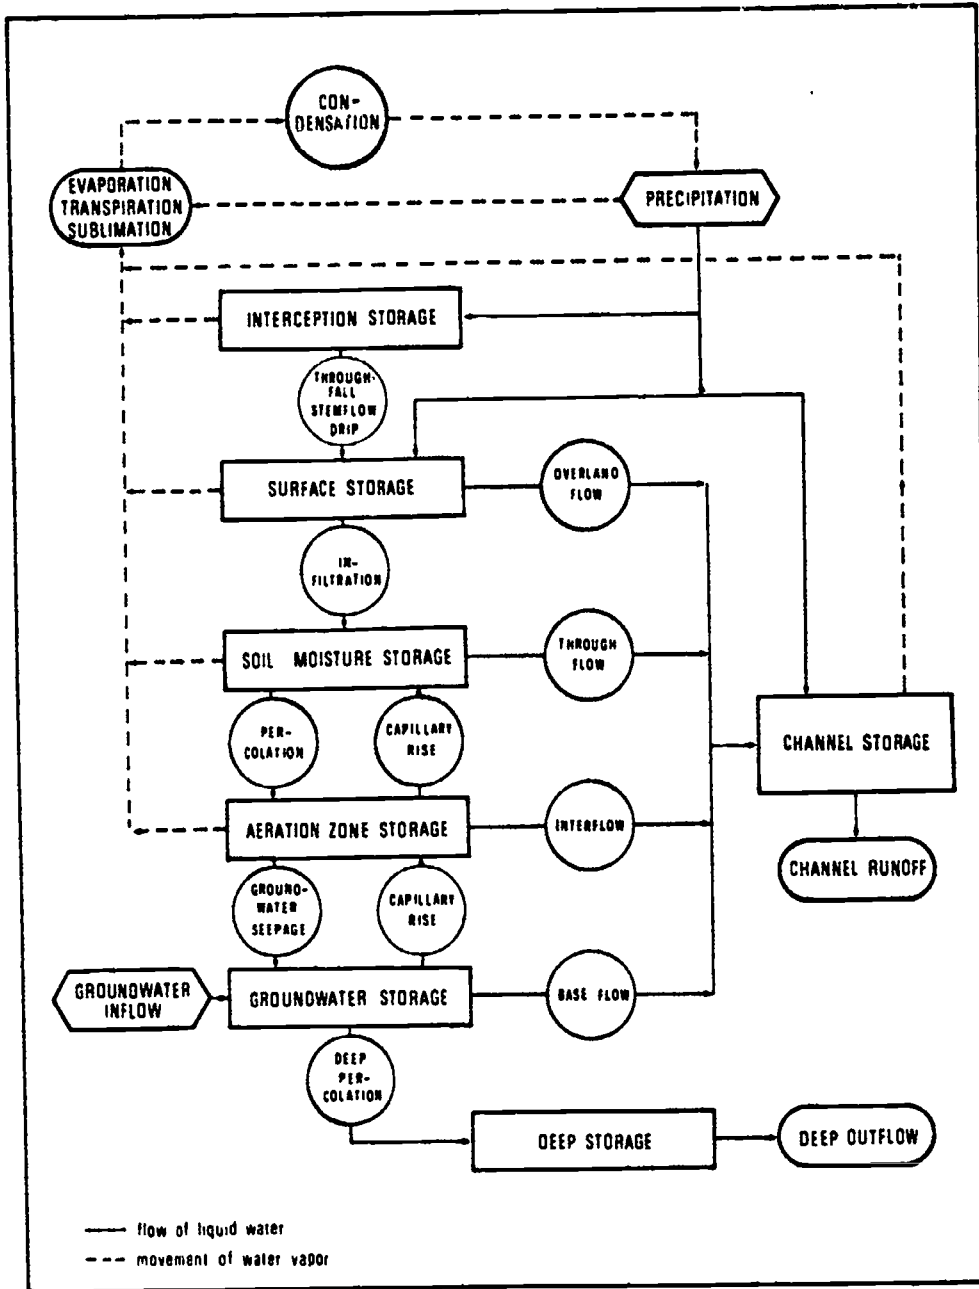 CON-
DENSATION
EVAPORATION
TRANSPIRATION
SUBLIMATION
PRECIPITATION
INTERCEPTION STORAGE
THROUGH-
FALL
STEMFLOW
DRIP
SURFACE STORAGE
OVERLAND
FLOW
IN-
FILTRATION
SOIL MOISTURE STORAGE
THROUGH
FLOW
PER-
COLATION
CAPILLARY
RISE
CHANNEL STORAGE
AERATION ZONE STORAGE
INTERFLOW
CHANNEL RUNOFF
GROUND-
WATER
SEEPAGE
CAPILLARY
RISE
GROUNDWATER
INFLOW
GROUNDWATER STORAGE
BASE FLOW
DEEP
PER-
COLATION
DEEP STORAGE
DEEP OUTFLOW
flow of liquid water
movement of water vapor